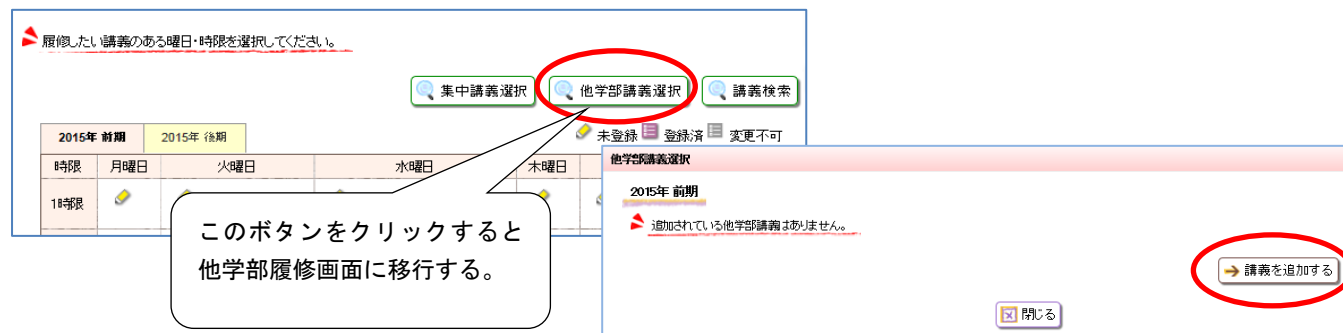 履修したい講義のある曜日・時限を選択してください。
集中講義選択 他学部講義選択 講義検索
2015年 前期 2015年 後期
未登録 登録済 変更不可
時限 月曜日 火曜日 水曜日 木曜日
1時限
このボタンをクリックすると
他学部履修画面に移行する。
他学部講義選択
2015年 前期
追加されている他学部講義はありません。
講義を追加する
閉じる